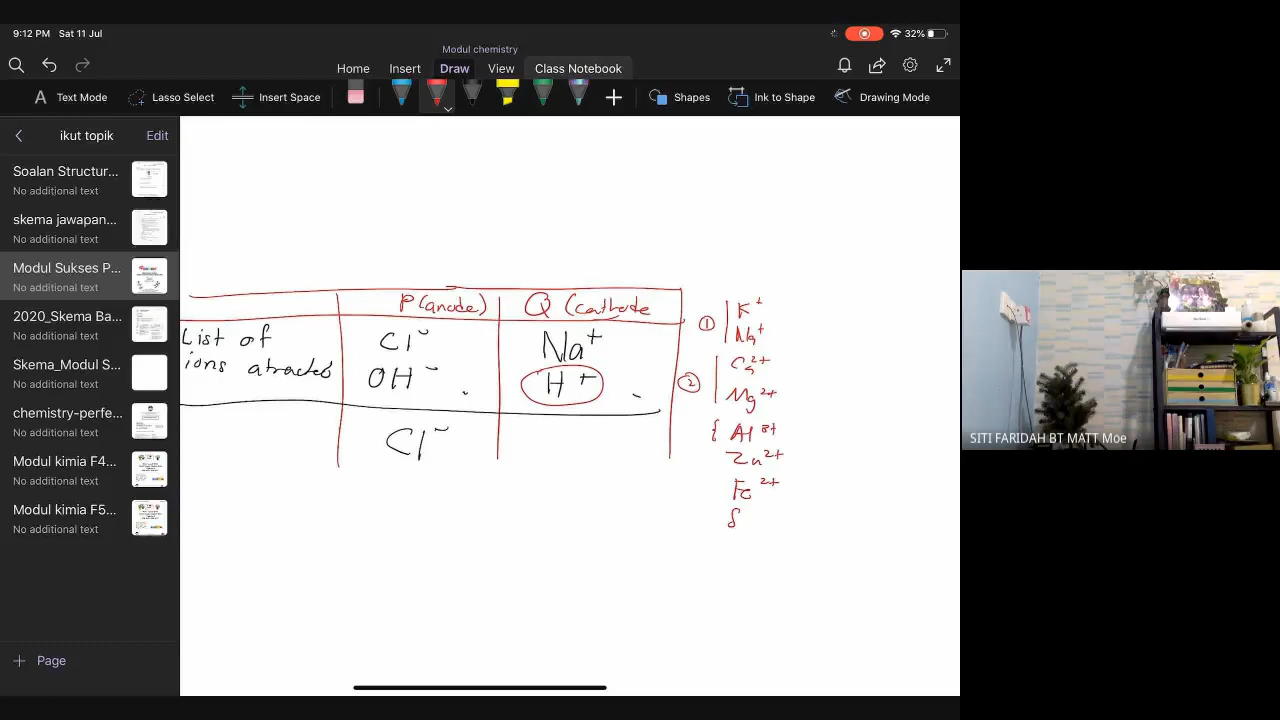 9:12 PM Sat 11 Jul
32%
Modul chemistry
Home Insert Draw View Class Notebook
Text Mode Lasso Select Insert Space Shapes Ink to Shape Drawing Mode
ikut topik Edit
Soalan Structur...
No additional text
skema jawapan...
No additional text
Modul Sukses P...
No additional text
2020_Skema Ba...
No additional text
Skema_Modul S...
No additional text
chemistry-perfe...
No additional text
Modul kimia F4...
No additional text
Modul kimia F5...
No additional text
Page
P (anode) Q (cathode
List of
ions atracted
Cl⁻ Na⁺
OH⁻ H⁺
Cl⁻
① K⁺
Na⁺
Ca²⁺
② Mg²⁺
Al³⁺
Zn²⁺
Fe²⁺
S
SITI FARIDAH BT MATT Moe